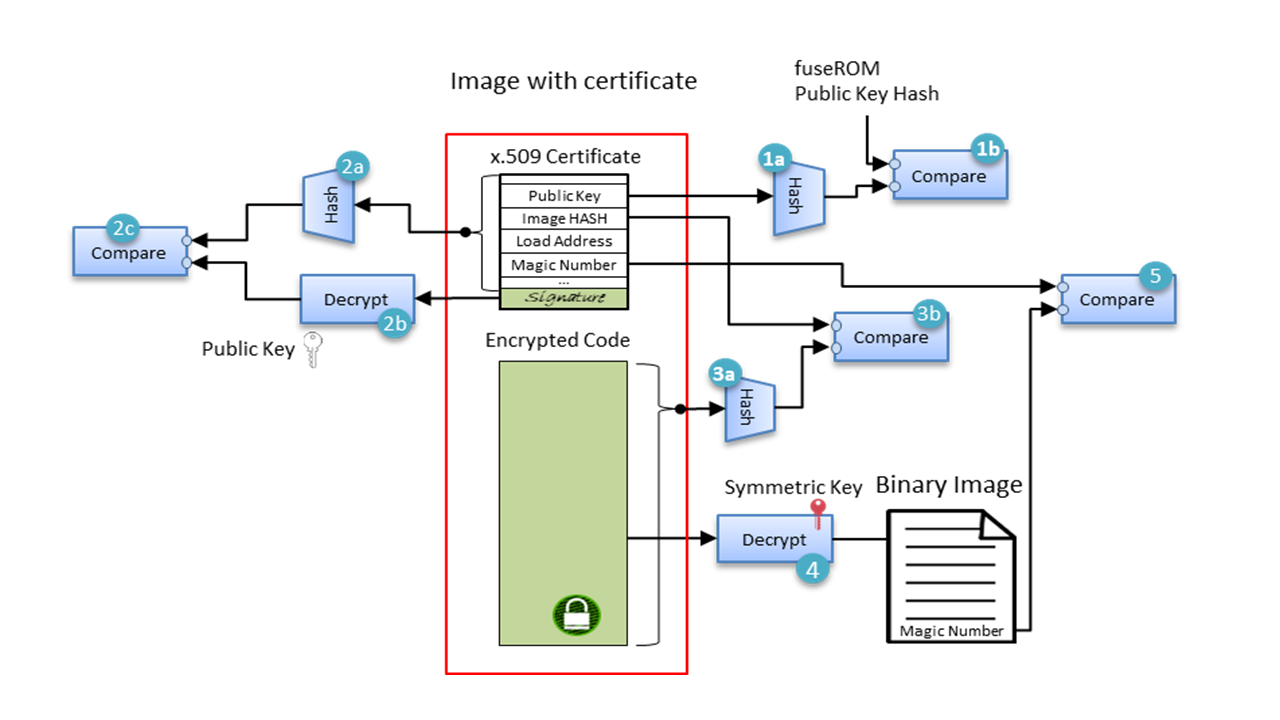 Image with certificate
fuseROM
Public Key Hash
x.509 Certificate
Public Key
Image HASH
Load Address
Magic Number
...
Signature
1a
Hash
1b
Compare
2a
Hash
2c
Compare
Decrypt
2b
Public Key
5
Compare
3b
Compare
Encrypted Code
3a
Hash
Symmetric Key
Binary Image
Decrypt
4
Magic Number